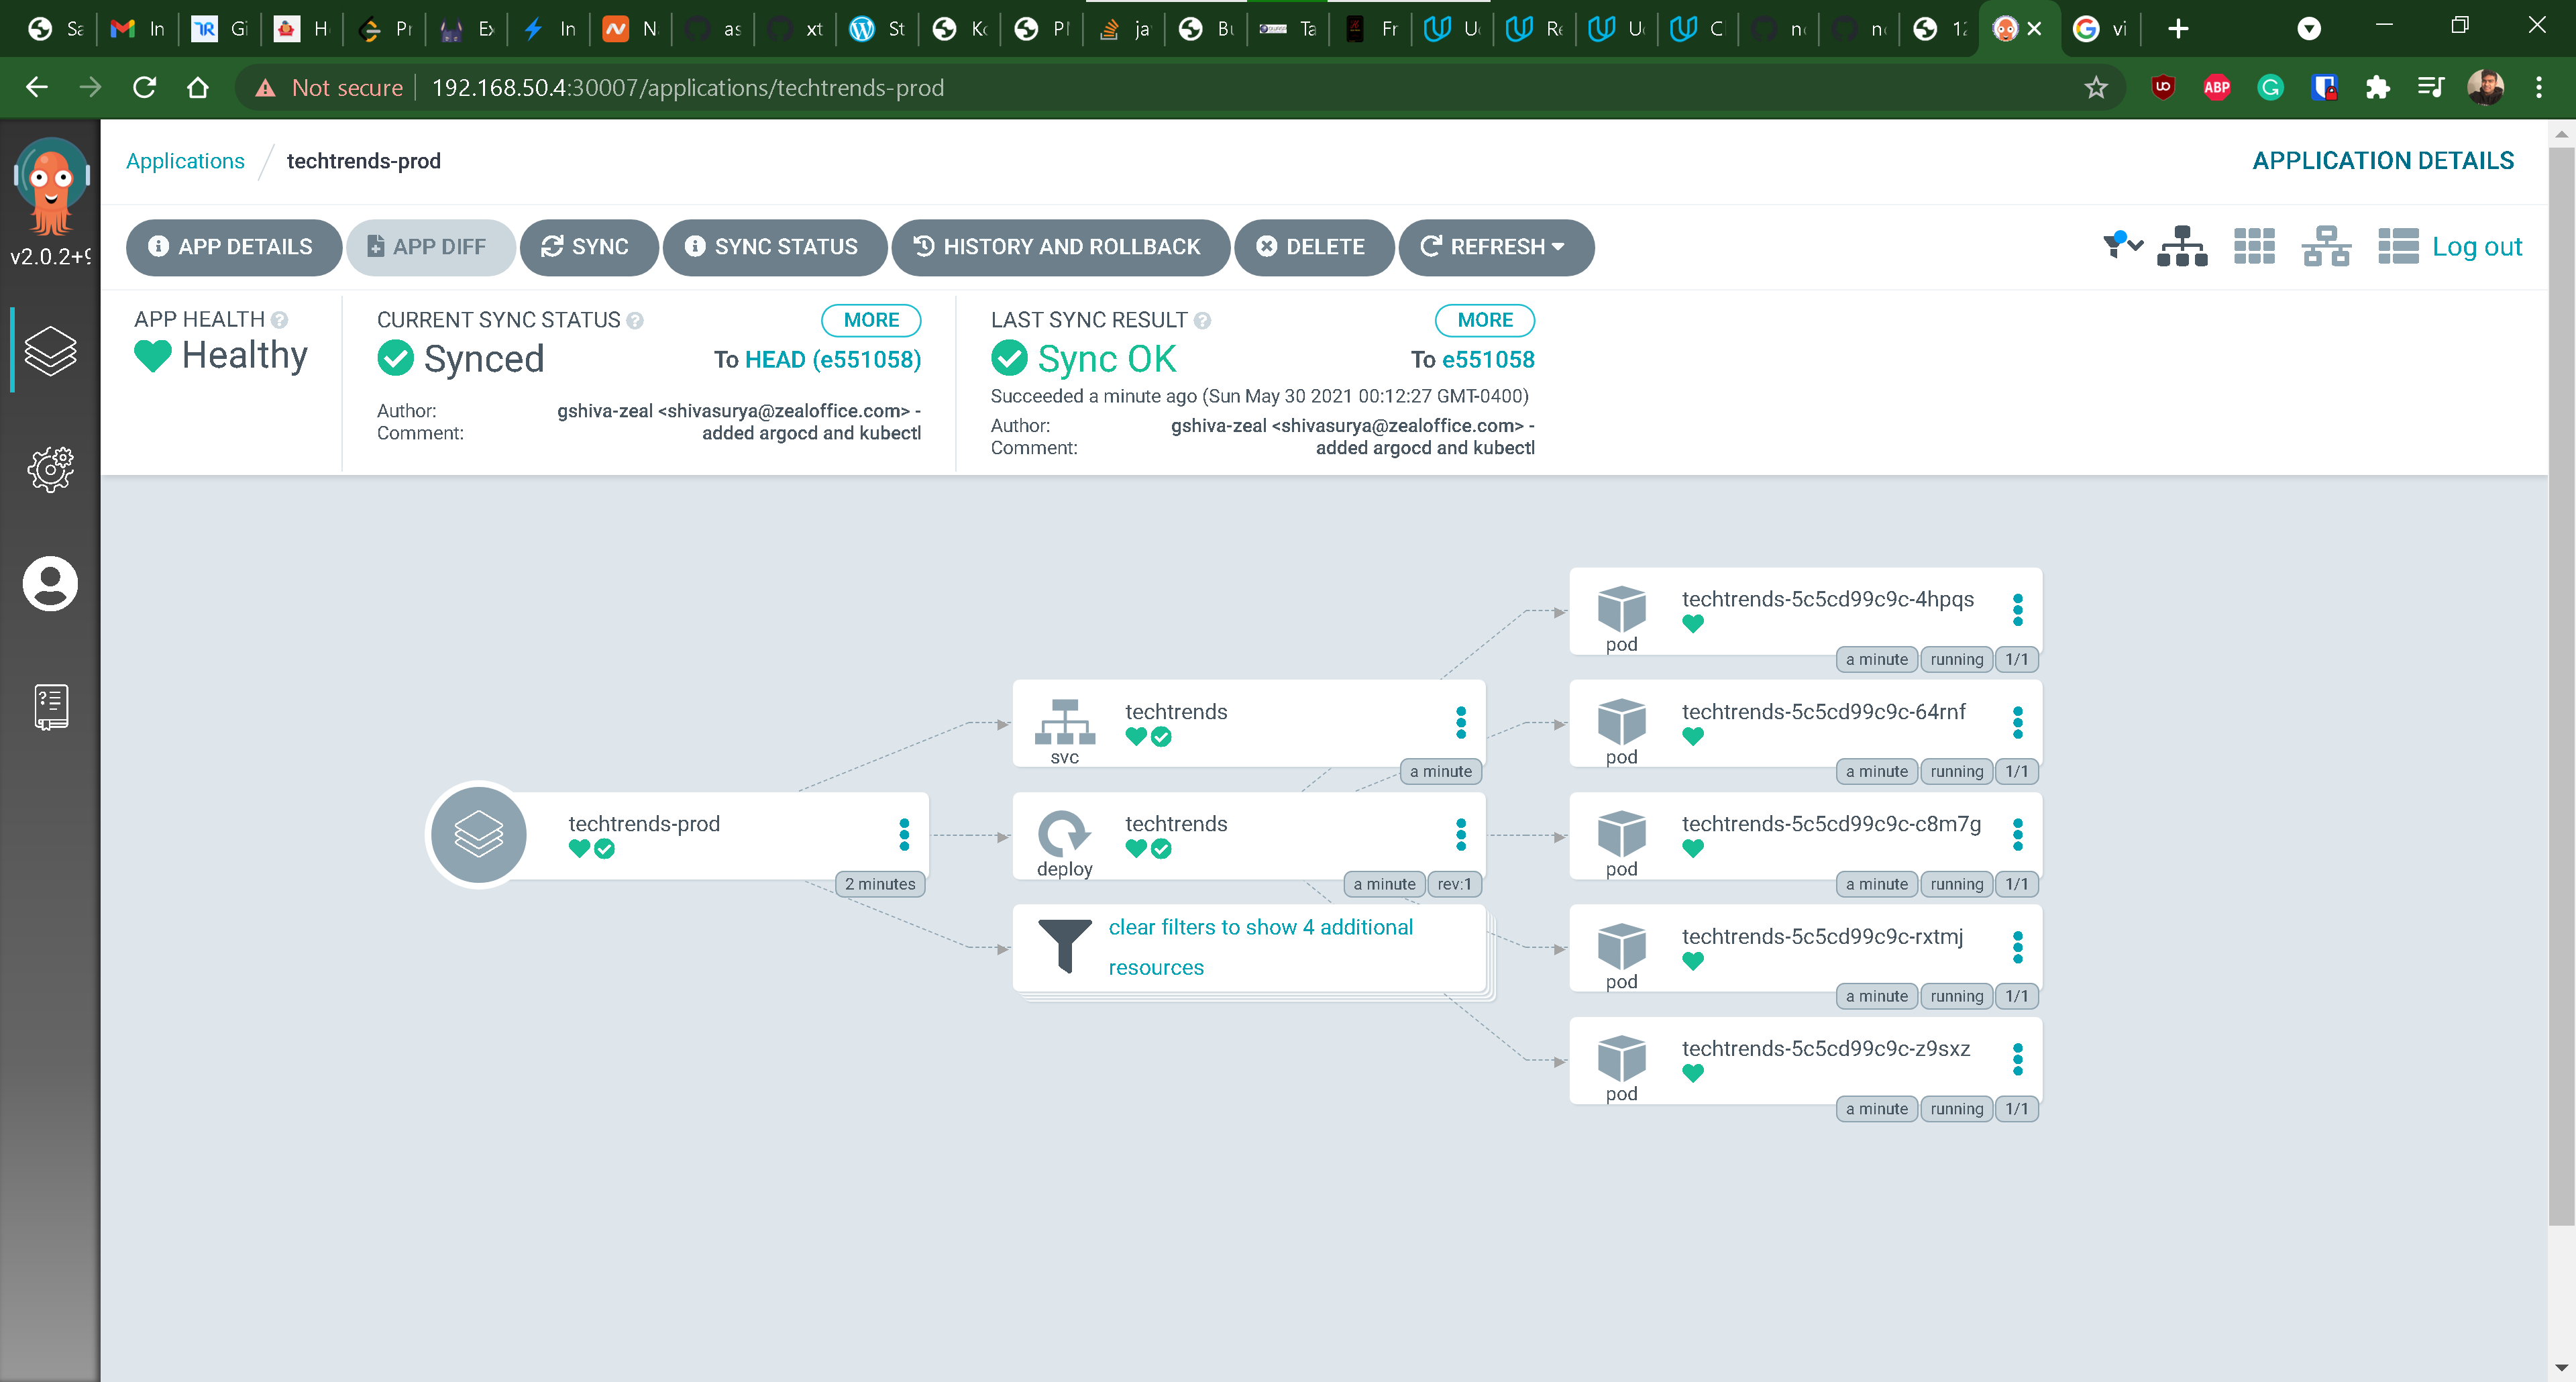 Sa In Gi H Pr Ex In N as xt St Ko Pl ja Bu Ta Fr U Re U C n n 12 vi
Not secure 192.168.50.4:30007/applications/techtrends-prod
Applications / techtrends-prod APPLICATION DETAILS
v2.0.2+9
APP DETAILS APP DIFF SYNC SYNC STATUS HISTORY AND ROLLBACK DELETE REFRESH Log out
APP HEALTH
Healthy
CURRENT SYNC STATUS MORE
Synced To HEAD (e551058)
Author: gshiva-zeal <shivasurya@zealoffice.com> -
Comment: added argocd and kubectl
LAST SYNC RESULT MORE
Sync OK To e551058
Succeeded a minute ago (Sun May 30 2021 00:12:27 GMT-0400)
Author: gshiva-zeal <shivasurya@zealoffice.com> -
Comment: added argocd and kubectl
techtrends-prod
2 minutes
techtrends
svc
a minute
techtrends
deploy
a minute rev:1
clear filters to show 4 additional
resources
techtrends-5c5cd99c9c-4hpqs
pod
a minute running 1/1
techtrends-5c5cd99c9c-64rnf
pod
a minute running 1/1
techtrends-5c5cd99c9c-c8m7g
pod
a minute running 1/1
techtrends-5c5cd99c9c-rxtmj
pod
a minute running 1/1
techtrends-5c5cd99c9c-z9sxz
pod
a minute running 1/1